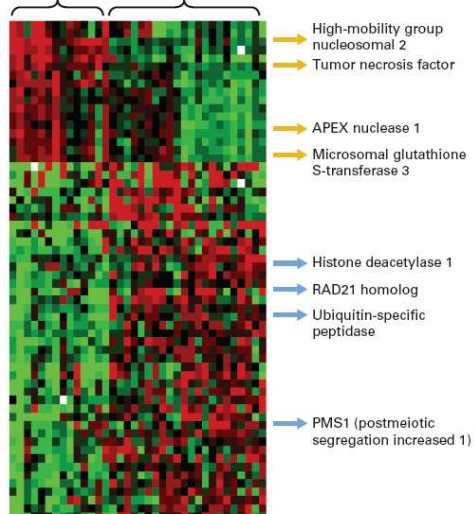 High-mobility group
nucleosomal 2
Tumor necrosis factor
APEX nuclease 1
Microsomal glutathione
S-transferase 3
Histone deacetylase 1
RAD21 homolog
Ubiquitin-specific
peptidase
PMS1 (postmeiotic
segregation increased 1)